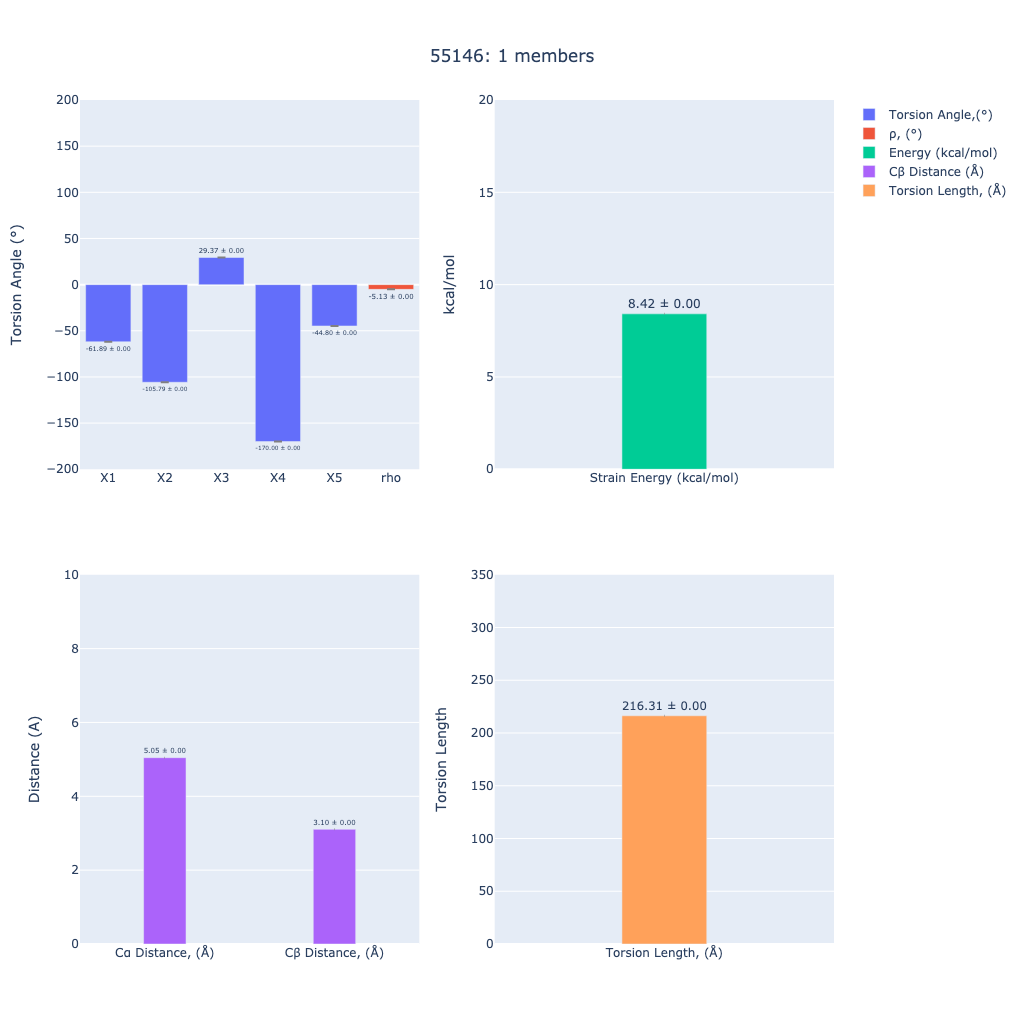 55146: 1 members
Torsion Angle (°)
200
150
100
50
0
−50
−100
−150
−200
-61.89 ± 0.00
-105.79 ± 0.00
29.37 ± 0.00
-170.00 ± 0.00
-44.80 ± 0.00
-5.13 ± 0.00
X1 X2 X3 X4 X5 rho
kcal/mol
20
15
10
5
0
8.42 ± 0.00
Strain Energy (kcal/mol)
Torsion Angle,(°)
ρ, (°)
Energy (kcal/mol)
Cβ Distance (Å)
Torsion Length, (Å)
Distance (A)
10
8
6
4
2
0
5.05 ± 0.00
3.10 ± 0.00
Cα Distance, (Å) Cβ Distance, (Å)
Torsion Length
350
300
250
200
150
100
50
0
216.31 ± 0.00
Torsion Length, (Å)